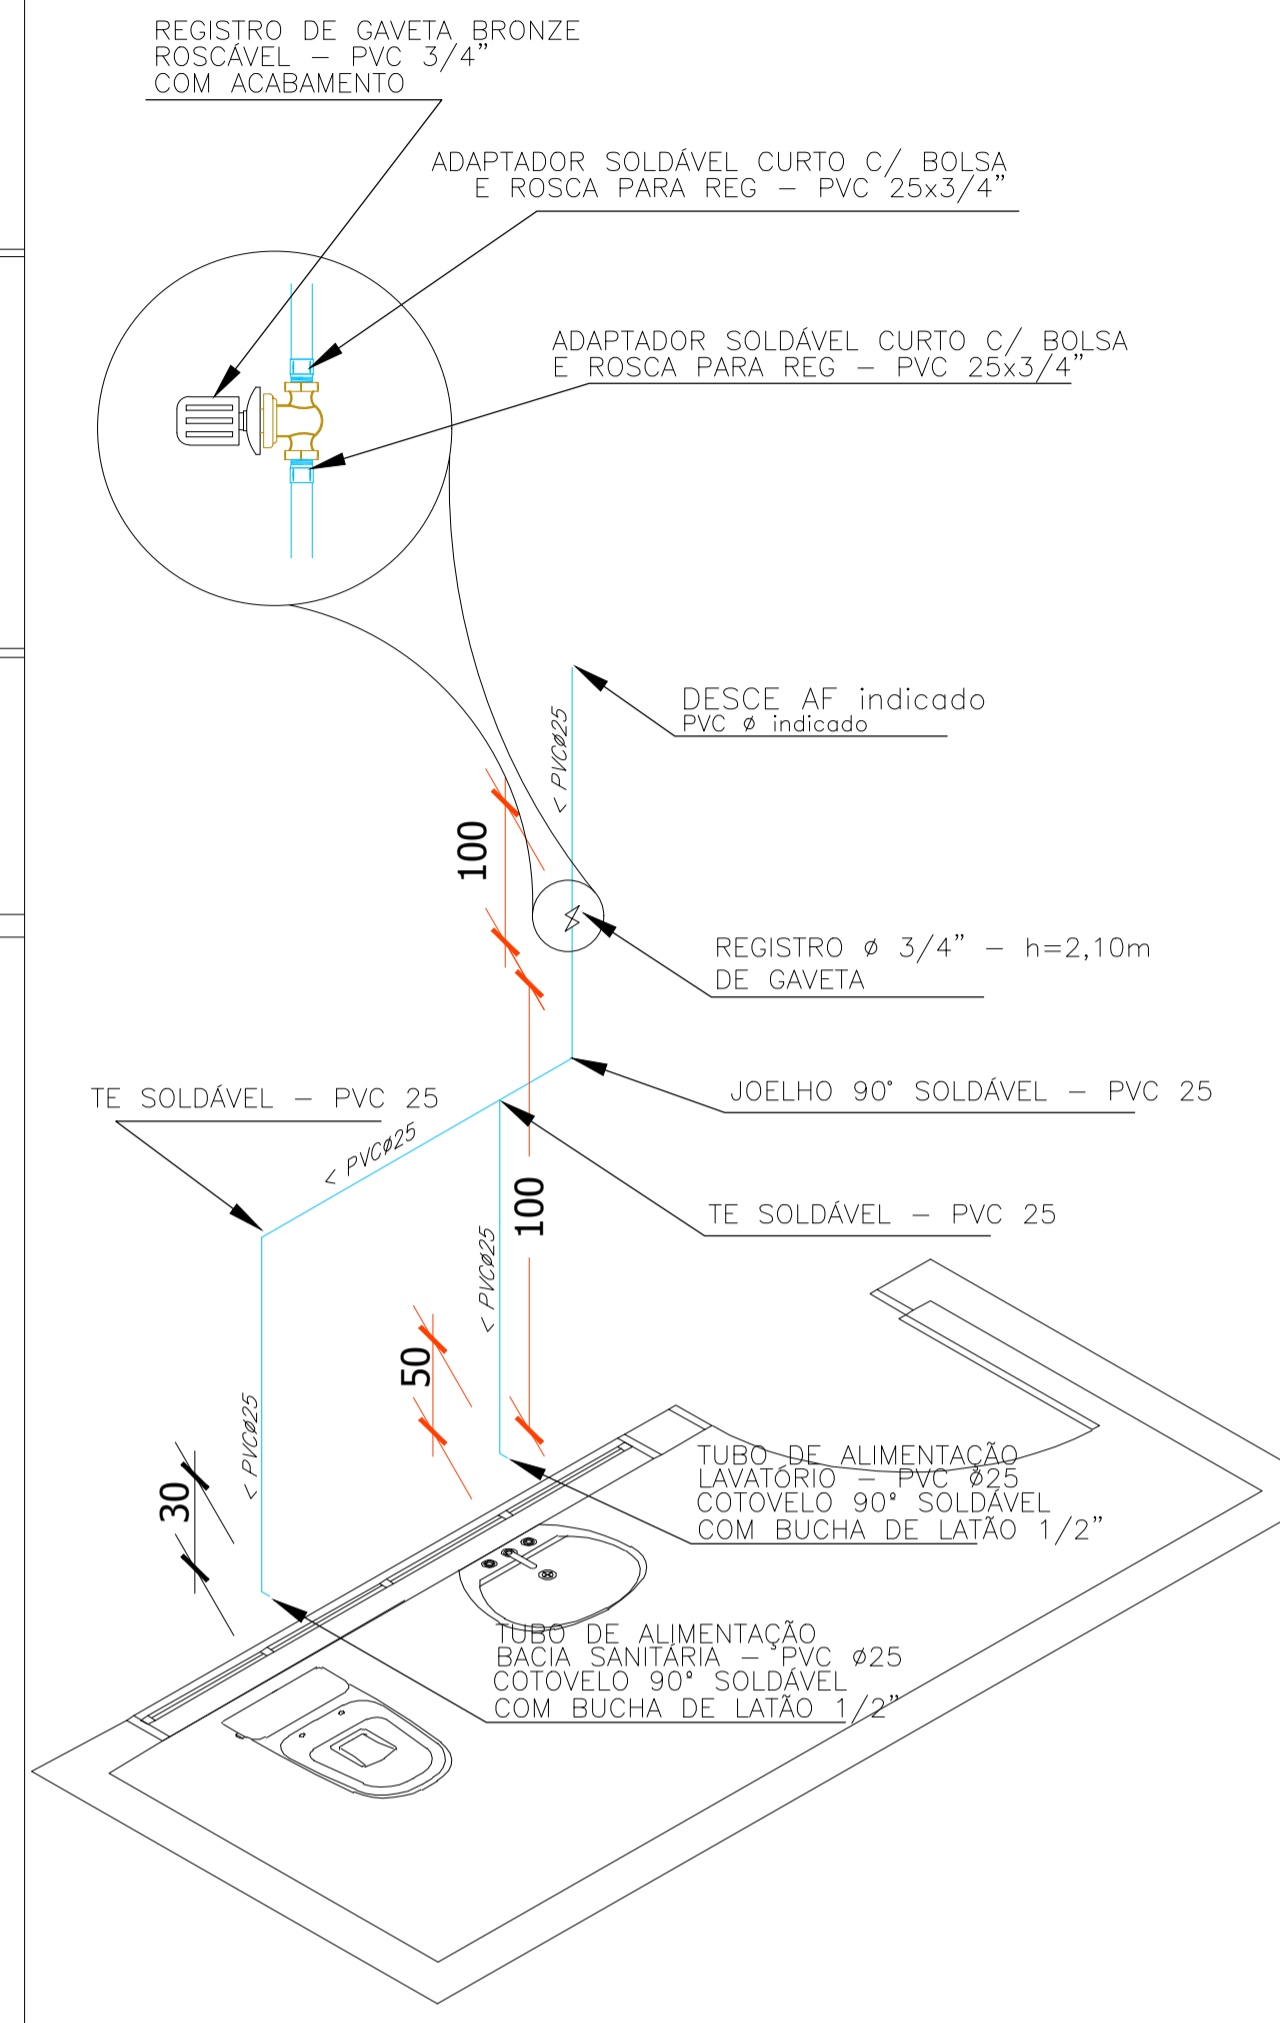 REGISTRO DE GAVETA BRONZE
ROSCÁVEL – PVC 3/4”
COM ACABAMENTO
ADAPTADOR SOLDÁVEL CURTO C/ BOLSA
E ROSCA PARA REG – PVC 25x3/4”
ADAPTADOR SOLDÁVEL CURTO C/ BOLSA
E ROSCA PARA REG – PVC 25x3/4”
DESCE AF indicado
PVC ø indicado
< PVCø25
100
REGISTRO ø 3/4” – h=2,10m
DE GAVETA
TE SOLDÁVEL – PVC 25
JOELHO 90° SOLDÁVEL – PVC 25
< PVCø25
TE SOLDÁVEL – PVC 25
100
< PVCø25
50
< PVCø25
30
TUBO DE ALIMENTAÇÃO
LAVATÓRIO – PVC ø25
COTOVELO 90º SOLDÁVEL
COM BUCHA DE LATÃO 1/2”
TUBO DE ALIMENTAÇÃO
BACIA SANITÁRIA – PVC ø25
COTOVELO 90º SOLDÁVEL
COM BUCHA DE LATÃO 1/2”